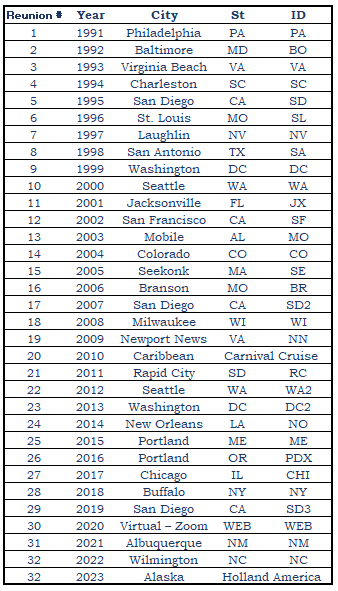 Reunion # Year City St ID
1 1991 Philadelphia PA PA
2 1992 Baltimore MD BO
3 1993 Virginia Beach VA VA
4 1994 Charleston SC SC
5 1995 San Diego CA SD
6 1996 St. Louis MO SL
7 1997 Laughlin NV NV
8 1998 San Antonio TX SA
9 1999 Washington DC DC
10 2000 Seattle WA WA
11 2001 Jacksonville FL JX
12 2002 San Francisco CA SF
13 2003 Mobile AL MO
14 2004 Colorado CO CO
15 2005 Seekonk MA SE
16 2006 Branson MO BR
17 2007 San Diego CA SD2
18 2008 Milwaukee WI WI
19 2009 Newport News VA NN
20 2010 Caribbean Carnival Cruise
21 2011 Rapid City SD RC
22 2012 Seattle WA WA2
23 2013 Washington DC DC2
24 2014 New Orleans LA NO
25 2015 Portland ME ME
26 2016 Portland OR PDX
27 2017 Chicago IL CHI
28 2018 Buffalo NY NY
29 2019 San Diego CA SD3
30 2020 Virtual – Zoom WEB WEB
31 2021 Albuquerque NM NM
32 2022 Wilmington NC NC
32 2023 Alaska Holland America